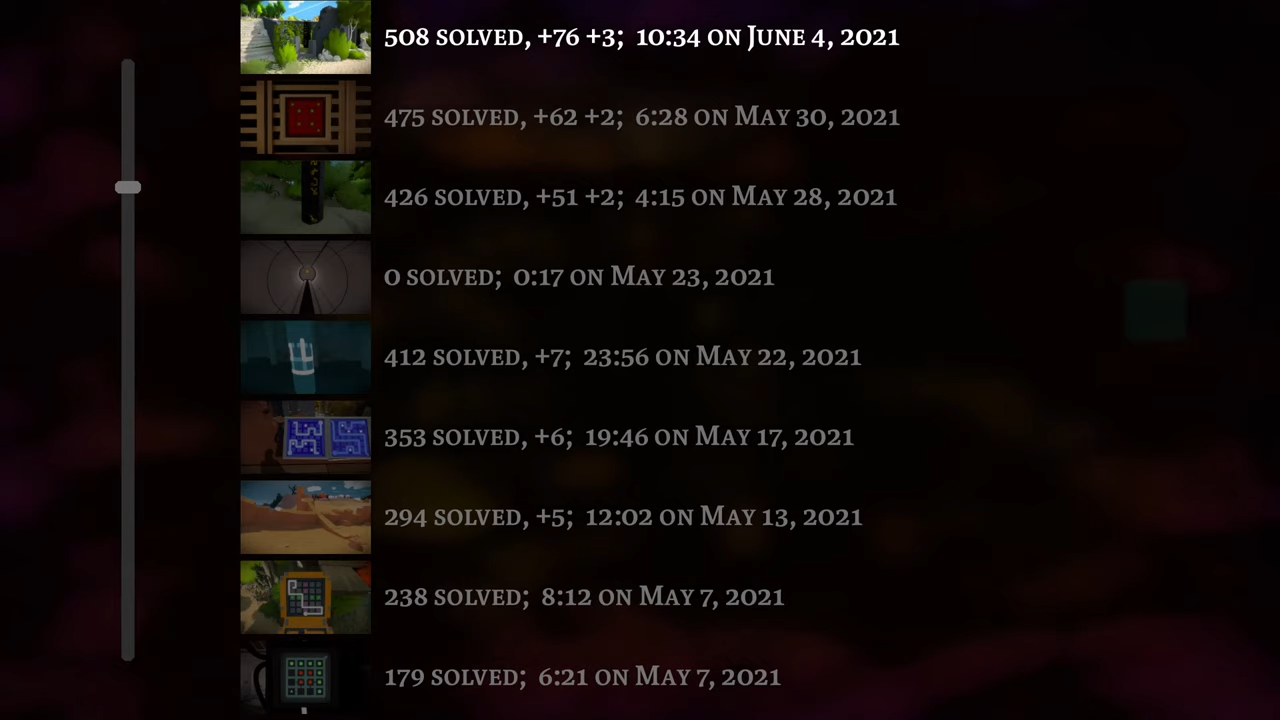 508 solved, +76 +3; 10:34 on June 4, 2021
475 solved, +62 +2; 6:28 on May 30, 2021
426 solved, +51 +2; 4:15 on May 28, 2021
0 solved; 0:17 on May 23, 2021
412 solved, +7; 23:56 on May 22, 2021
353 solved, +6; 19:46 on May 17, 2021
294 solved, +5; 12:02 on May 13, 2021
238 solved; 8:12 on May 7, 2021
179 solved; 6:21 on May 7, 2021